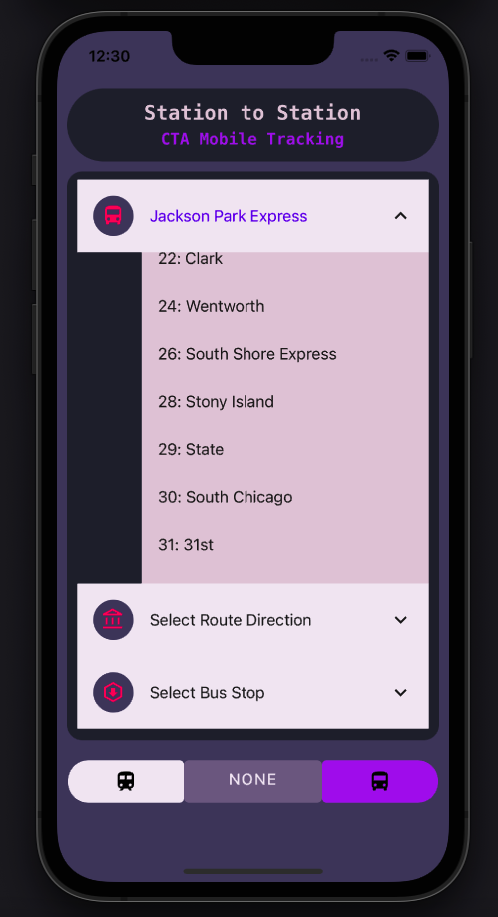 12:30
Station to Station
CTA Mobile Tracking
Jackson Park Express
22: Clark
24: Wentworth
26: South Shore Express
28: Stony Island
29: State
30: South Chicago
31: 31st
Select Route Direction
Select Bus Stop
NONE